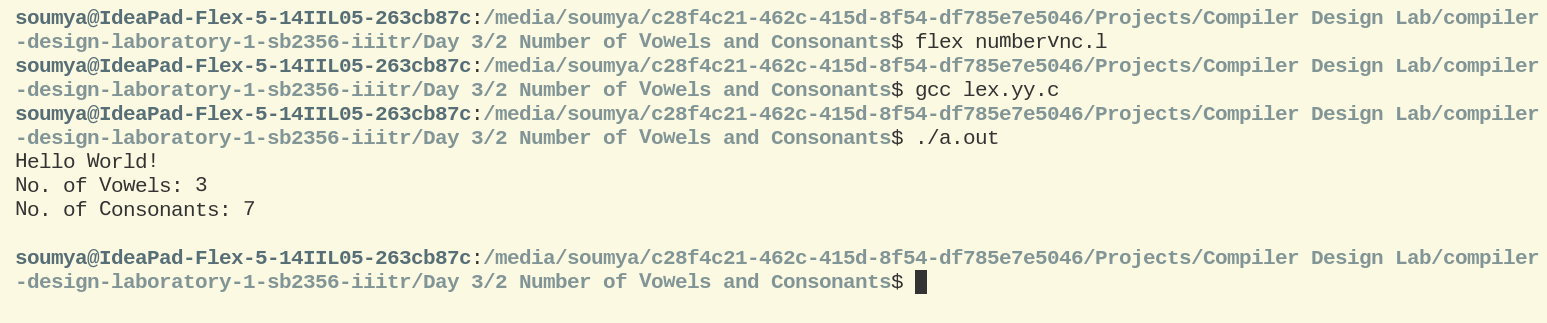 soumya@IdeaPad-Flex-5-14IIL05-263cb87c:/media/soumya/c28f4c21-462c-415d-8f54-df785e7e5046/Projects/Compiler Design Lab/compiler
-design-laboratory-1-sb2356-iiitr/Day 3/2 Number of Vowels and Consonants$ flex numbervnc.l
soumya@IdeaPad-Flex-5-14IIL05-263cb87c:/media/soumya/c28f4c21-462c-415d-8f54-df785e7e5046/Projects/Compiler Design Lab/compiler
-design-laboratory-1-sb2356-iiitr/Day 3/2 Number of Vowels and Consonants$ gcc lex.yy.c
soumya@IdeaPad-Flex-5-14IIL05-263cb87c:/media/soumya/c28f4c21-462c-415d-8f54-df785e7e5046/Projects/Compiler Design Lab/compiler
-design-laboratory-1-sb2356-iiitr/Day 3/2 Number of Vowels and Consonants$ ./a.out
Hello World!
No. of Vowels: 3
No. of Consonants: 7
soumya@IdeaPad-Flex-5-14IIL05-263cb87c:/media/soumya/c28f4c21-462c-415d-8f54-df785e7e5046/Projects/Compiler Design Lab/compiler
-design-laboratory-1-sb2356-iiitr/Day 3/2 Number of Vowels and Consonants$